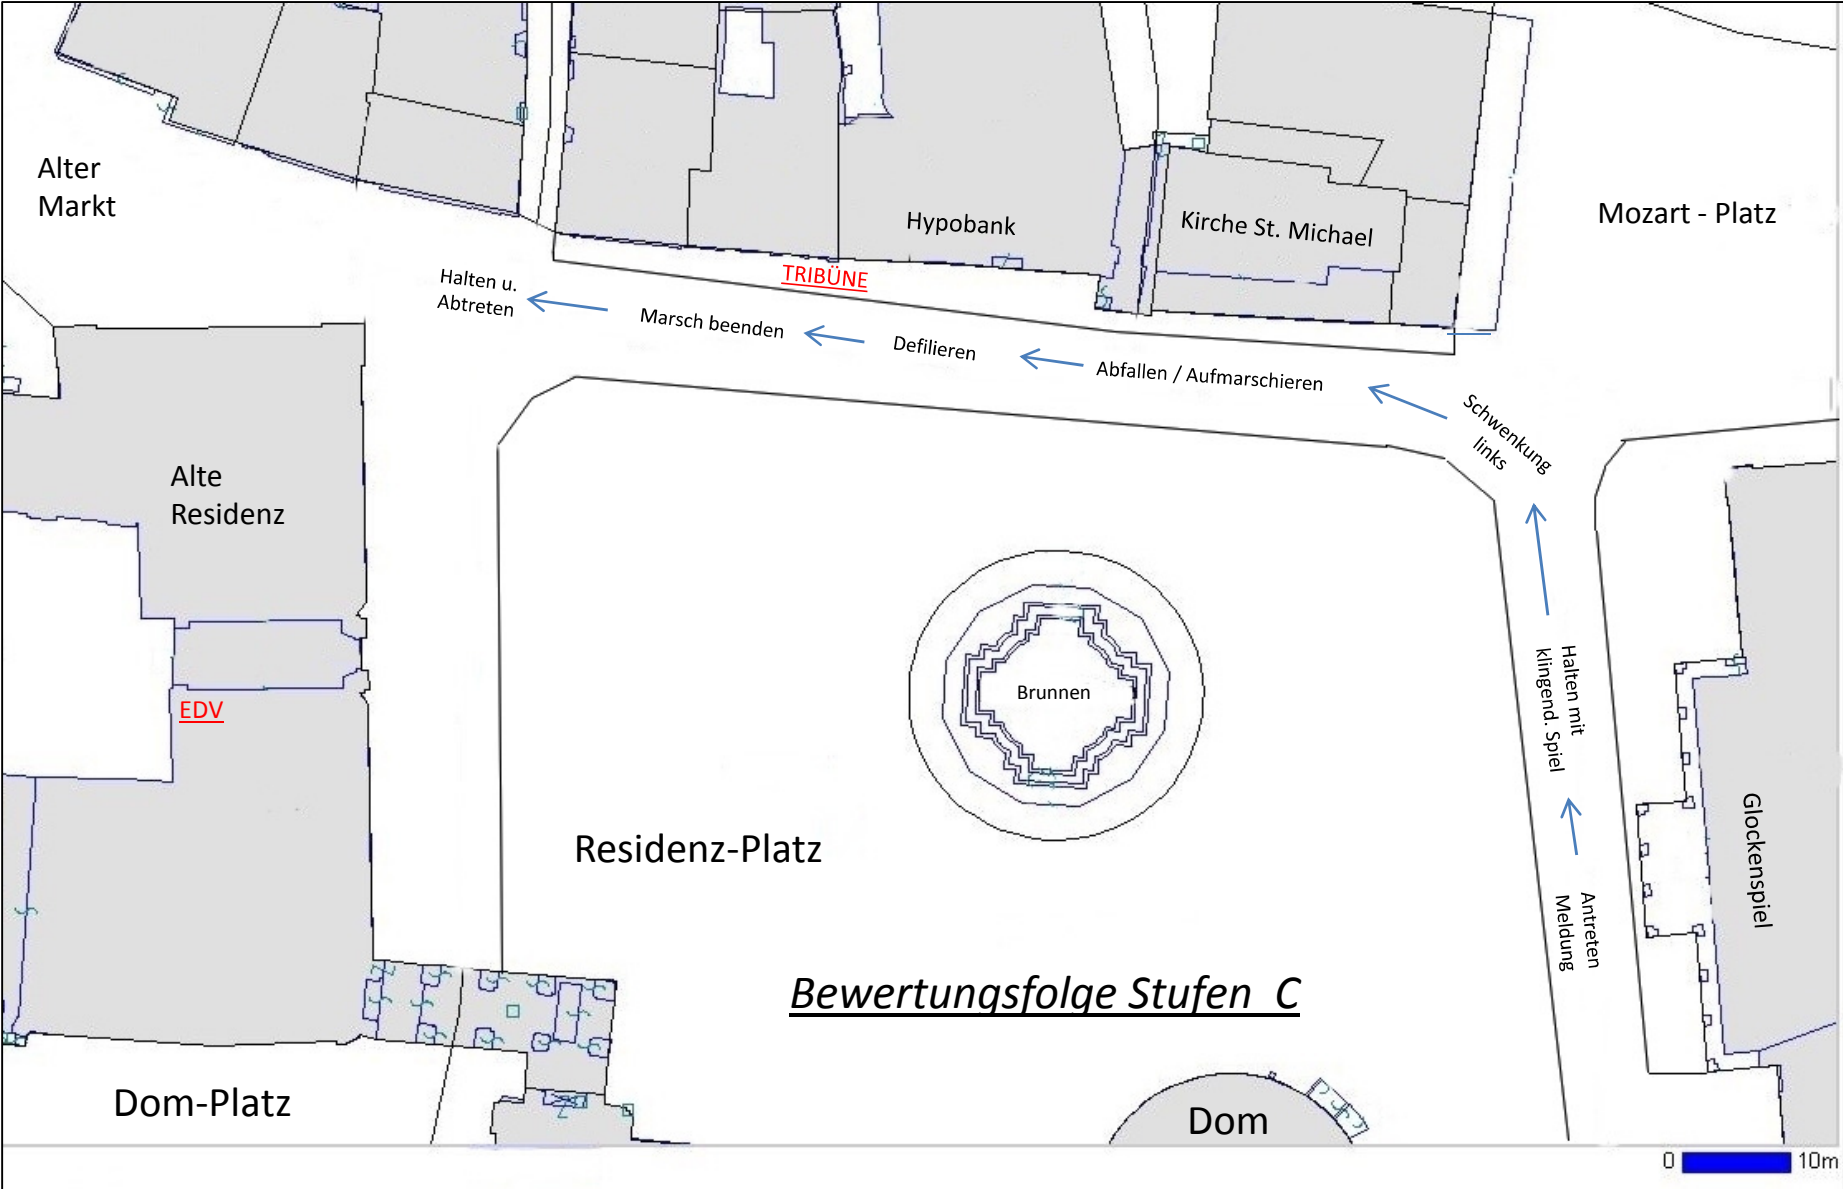 Alter
Markt
Hypobank
Kirche St. Michael
Mozart - Platz
TRIBÜNE
Halten u.
Abtreten
Marsch beenden
Defilieren
Abfallen / Aufmarschieren
Schwenkung
links
Alte
Residenz
EDV
Brunnen
Halten mit
klingend. Spiel
Residenz-Platz
Glockenspiel
Antreten
Meldung
Bewertungsfolge Stufen C
Dom-Platz
Dom
0 10m